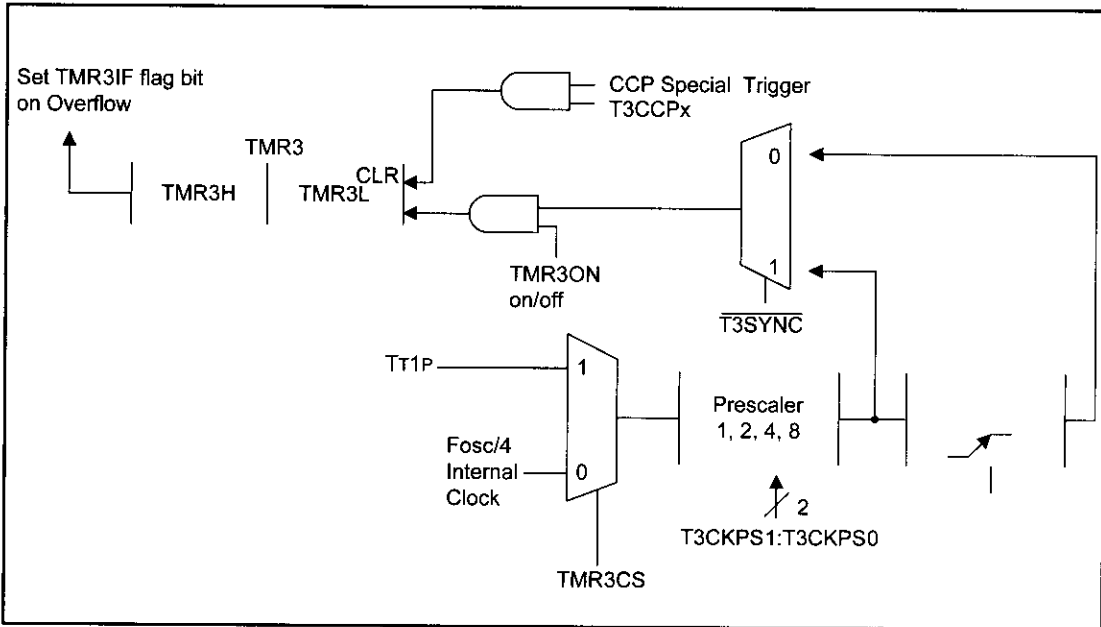 Set TMR3IF flag bit
on Overflow
CCP Special Trigger
T3CCPx
TMR3
TMR3H
TMR3L
CLR
0
1
TMR3ON
on/off
T3SYNC
TT1P
1
Fosc/4
Internal
Clock
0
Prescaler
1, 2, 4, 8
2
T3CKPS1:T3CKPS0
TMR3CS